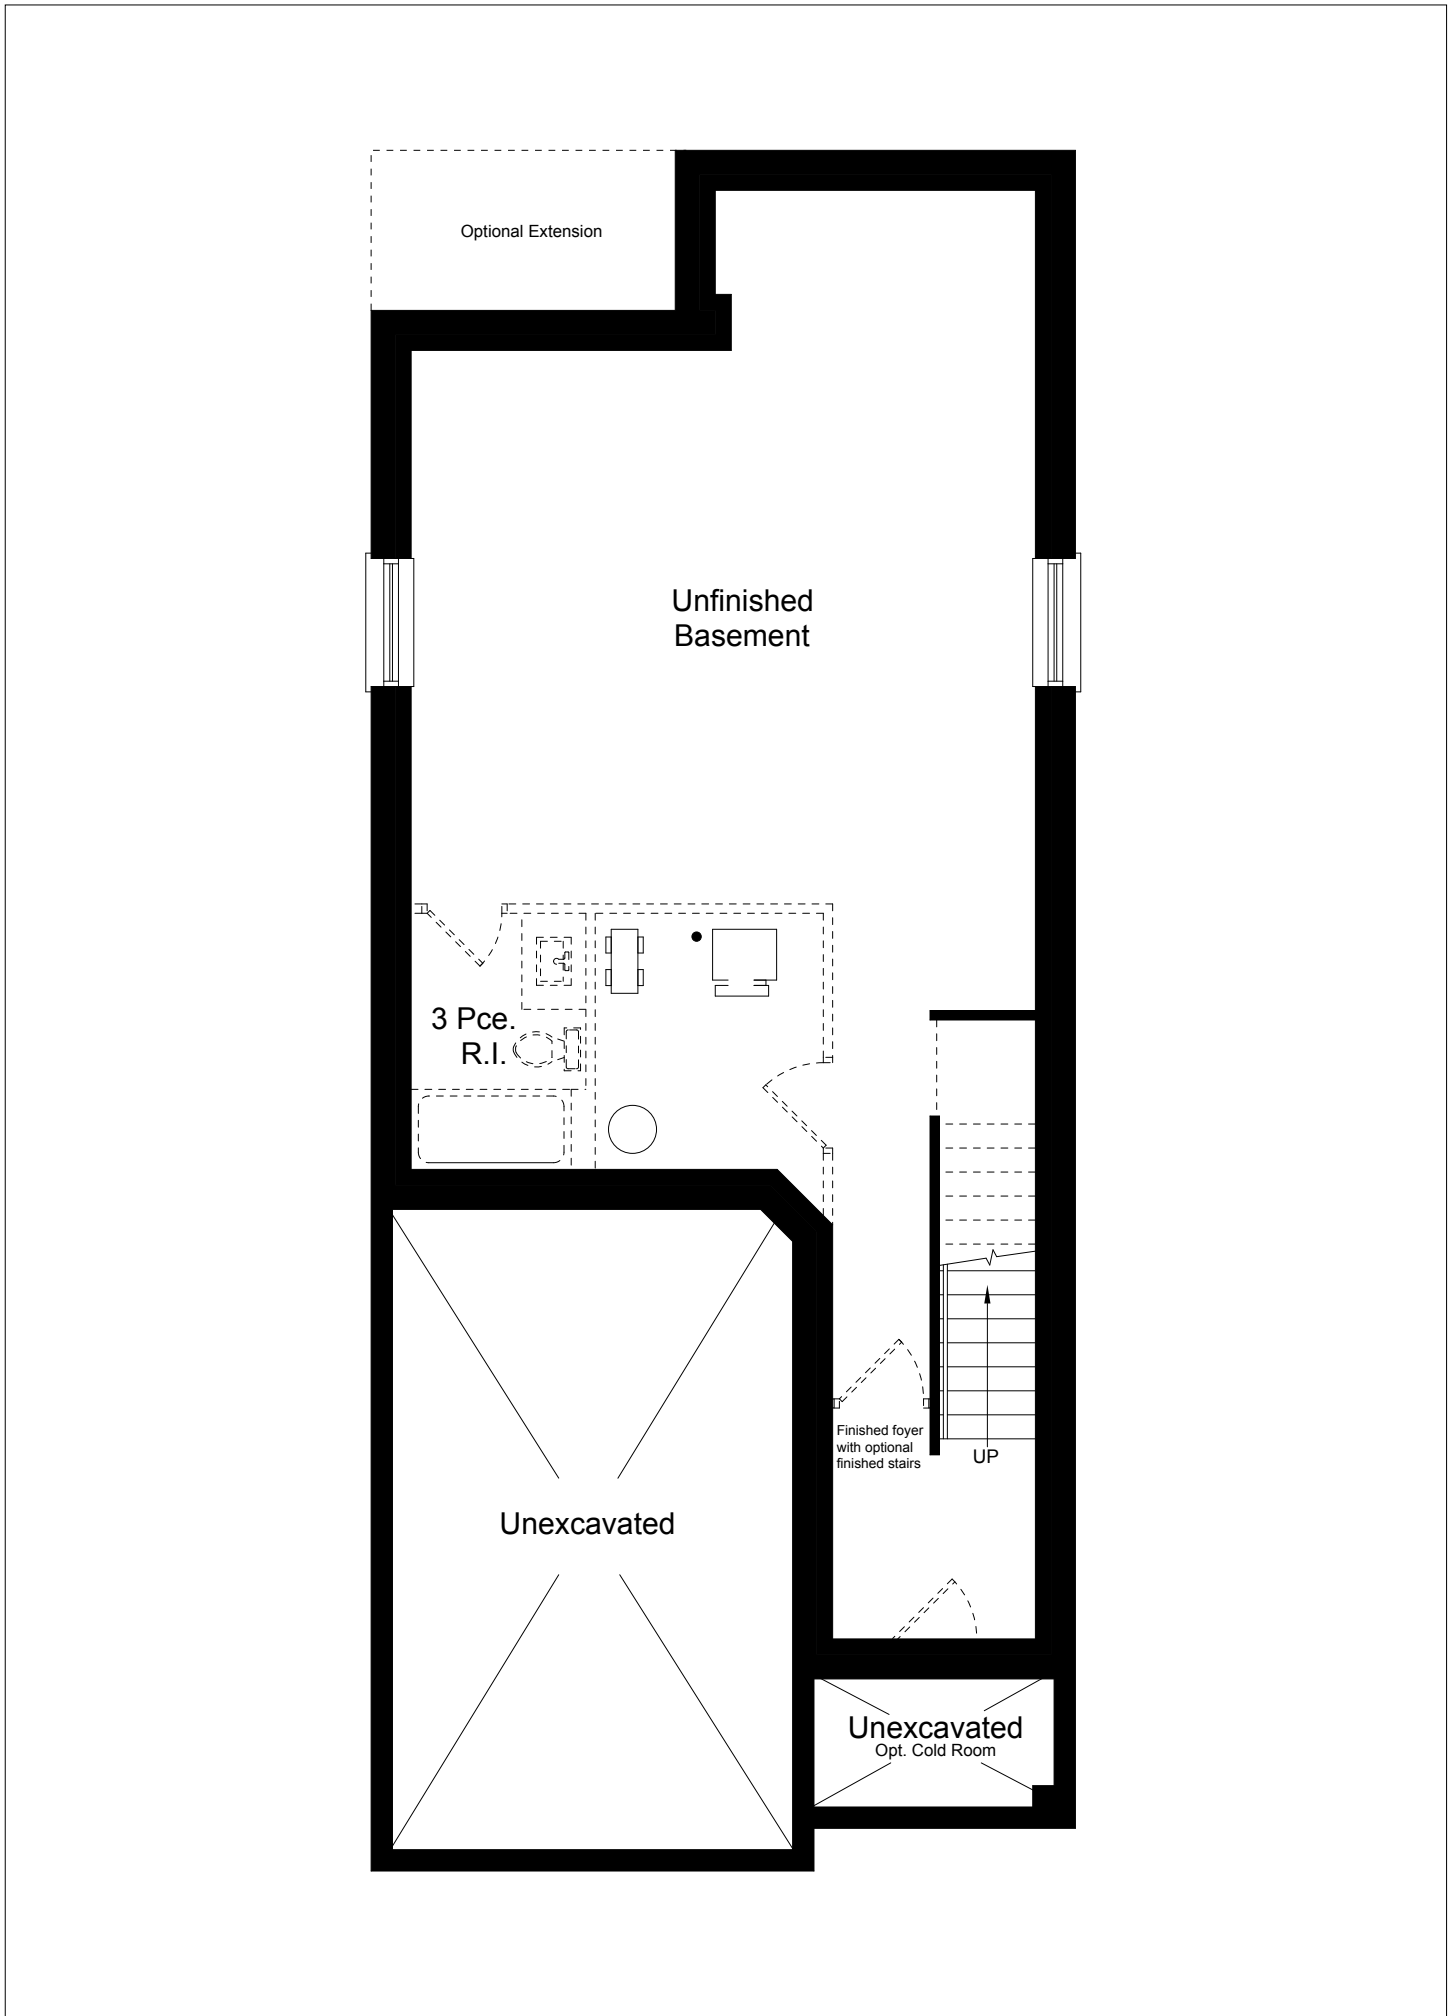 Optional Extension
Unfinished
Basement
3 Pce.
R.I.
Finished foyer
with optional
finished stairs
UP
Unexcavated
Unexcavated
Opt. Cold Room